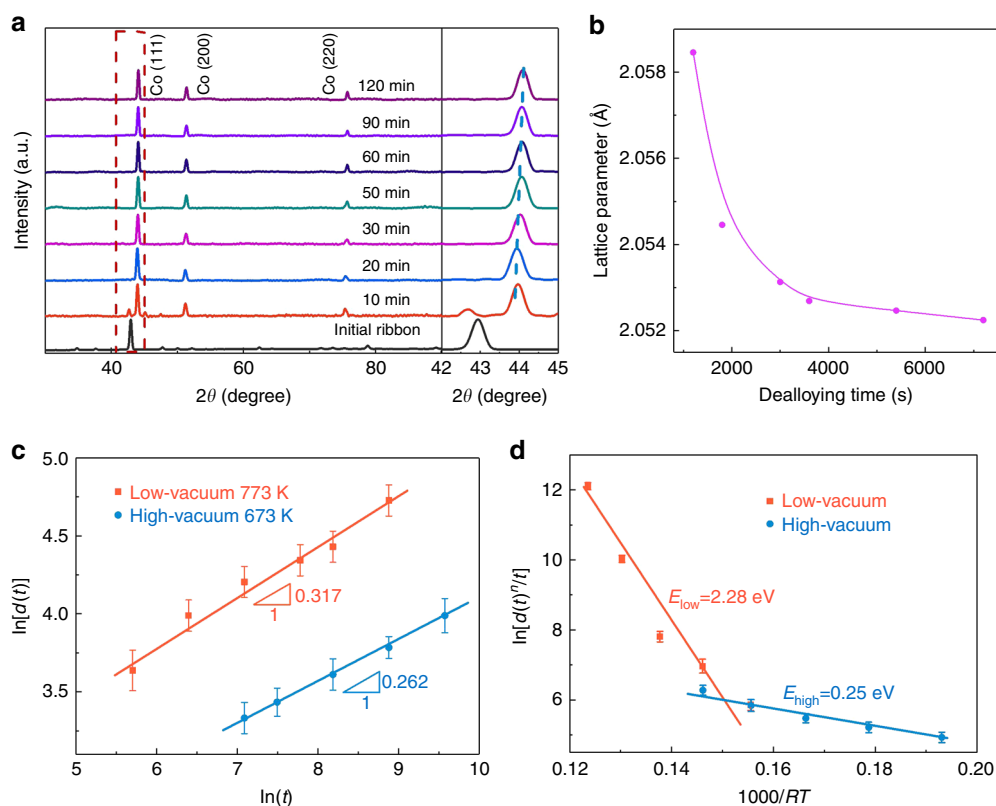 a
Intensity (a.u.)
Co (111)
Co (200)
Co (220)
120 min
90 min
60 min
50 min
30 min
20 min
10 min
Initial ribbon
40 60 80 42 43 44 45
2θ (degree) 2θ (degree)
b
Lattice parameter (Å)
2.058
2.056
2.054
2.052
2000 4000 6000
Dealloying time (s)
c
ln[d(t)]
5.0
4.5
4.0
3.5
Low-vacuum 773 K
High-vacuum 673 K
0.317
1
0.262
1
5 6 7 8 9 10
ln(t)
d
ln[d(t)ⁿ/t]
12
10
8
6
4
Low-vacuum
High-vacuum
E_low=2.28 eV
E_high=0.25 eV
0.12 0.14 0.16 0.18 0.20
1000/RT